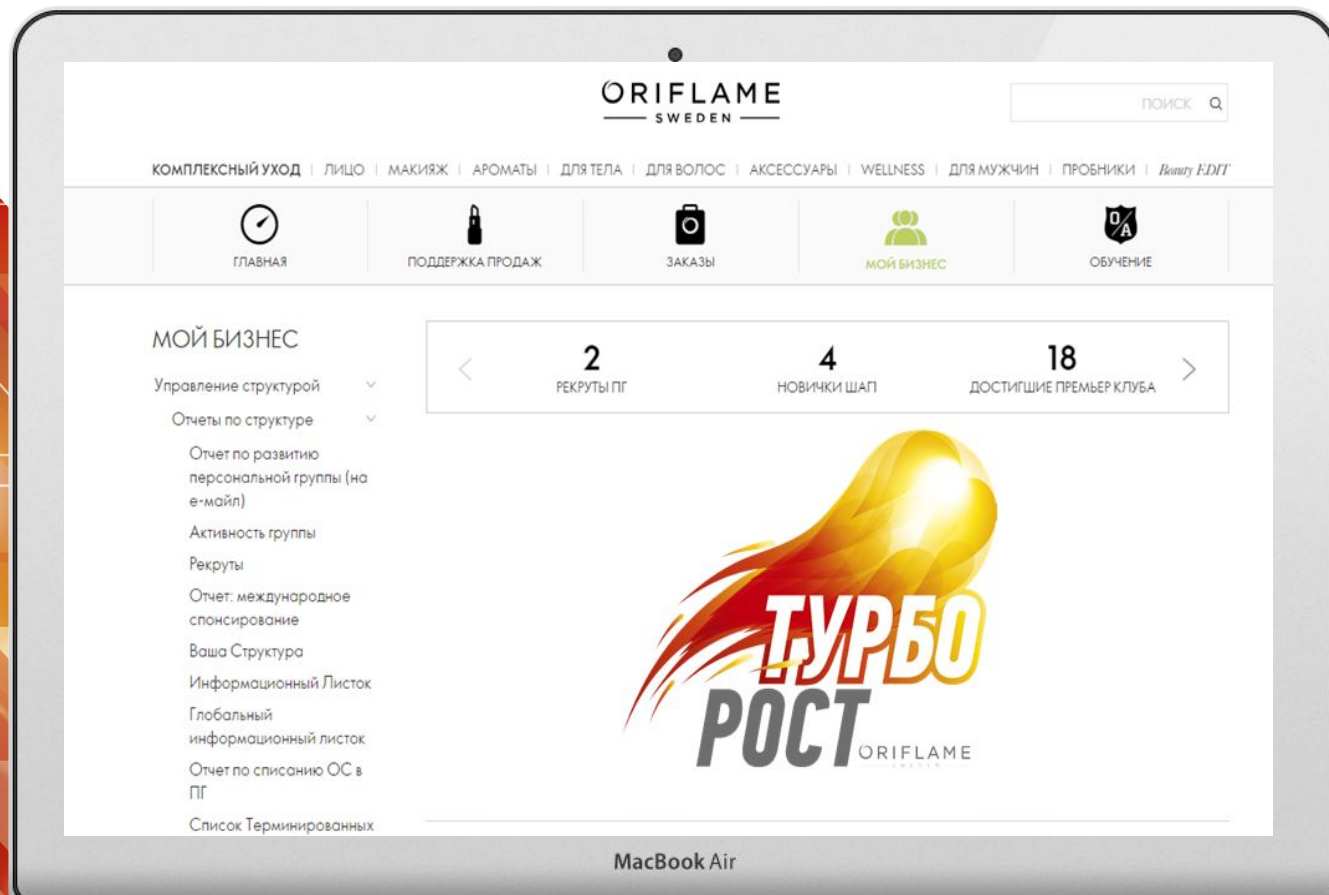 ORIFLAME
SWEDEN
ПОИСК
КОМПЛЕКСНЫЙ УХОД | ЛИЦО | МАКИЯЖ | АРОМАТЫ | ДЛЯ ТЕЛА | ДЛЯ ВОЛОС | АКСЕССУАРЫ | WELLNESS | ДЛЯ МУЖЧИН | ПРОБНИКИ | Beauty EDIT
ГЛАВНАЯ ПОДДЕРЖКА ПРОДАЖ ЗАКАЗЫ МОЙ БИЗНЕС ОБУЧЕНИЕ
МОЙ БИЗНЕС
Управление структурой
Отчеты по структуре
Отчет по развитию
персональной группы (на
е-майл)
Активность группы
Рекруты
Отчет: международное
спонсирование
Ваша Структура
Информационный Листок
Глобальный
информационный листок
Отчет по списанию ОС в
ПГ
Список Терминированных
2 4 18
РЕКРУТЫ ПГ НОВИЧКИ ШАП ДОСТИГШИЕ ПРЕМЬЕР КЛУБА
ТУРБО
РОСТ
ORIFLAME
MacBook Air